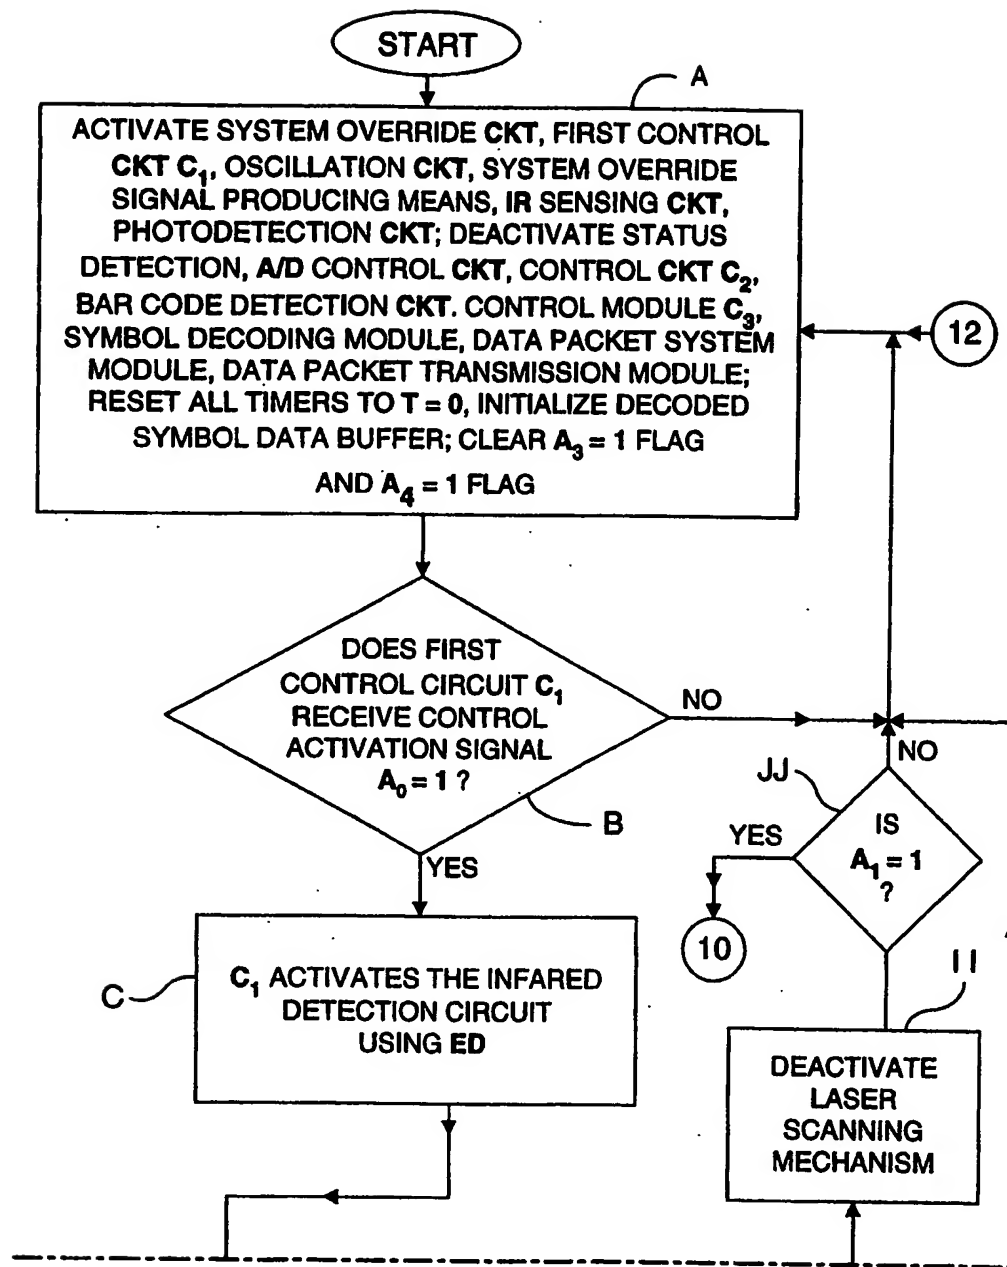 START
A
ACTIVATE SYSTEM OVERRIDE CKT, FIRST CONTROL
CKT C₁, OSCILLATION CKT, SYSTEM OVERRIDE
SIGNAL PRODUCING MEANS, IR SENSING CKT,
PHOTODETECTION CKT; DEACTIVATE STATUS
DETECTION, A/D CONTROL CKT, CONTROL CKT C₂,
BAR CODE DETECTION CKT. CONTROL MODULE C₃,
SYMBOL DECODING MODULE, DATA PACKET SYSTEM
MODULE, DATA PACKET TRANSMISSION MODULE;
RESET ALL TIMERS TO T = 0, INITIALIZE DECODED
SYMBOL DATA BUFFER; CLEAR A₃ = 1 FLAG
AND A₄ = 1 FLAG
12
DOES FIRST
CONTROL CIRCUIT C₁
RECEIVE CONTROL
ACTIVATION SIGNAL
A₀ = 1 ?
NO
B
YES
NO
JJ
IS
A₁ = 1
?
YES
10
C
C₁ ACTIVATES THE INFARED
DETECTION CIRCUIT
USING ED
II
DEACTIVATE
LASER
SCANNING
MECHANISM